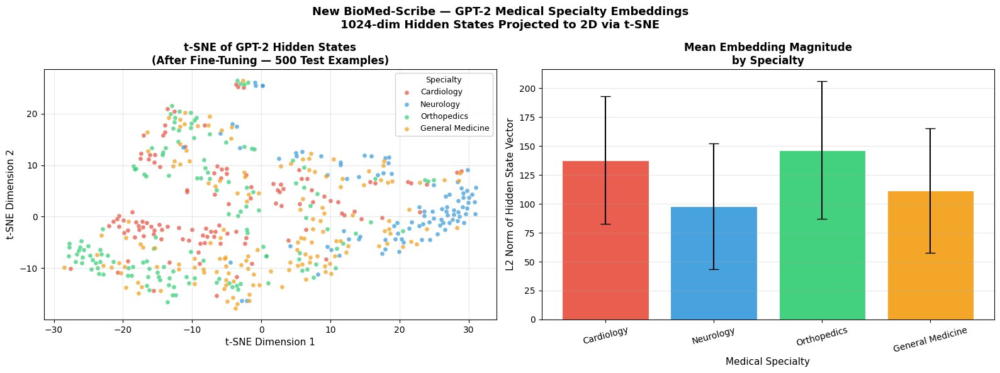 New BioMed-Scribe — GPT-2 Medical Specialty Embeddings
1024-dim Hidden States Projected to 2D via t-SNE
t-SNE of GPT-2 Hidden States
(After Fine-Tuning — 500 Test Examples)
Specialty
Cardiology
Neurology
Orthopedics
General Medicine
20
10
0
−10
t-SNE Dimension 2
−30
−20
−10
0
10
20
30
t-SNE Dimension 1
Mean Embedding Magnitude
by Specialty
200
175
150
125
100
75
50
25
0
L2 Norm of Hidden State Vector
Cardiology
Neurology
Orthopedics
General Medicine
Medical Specialty